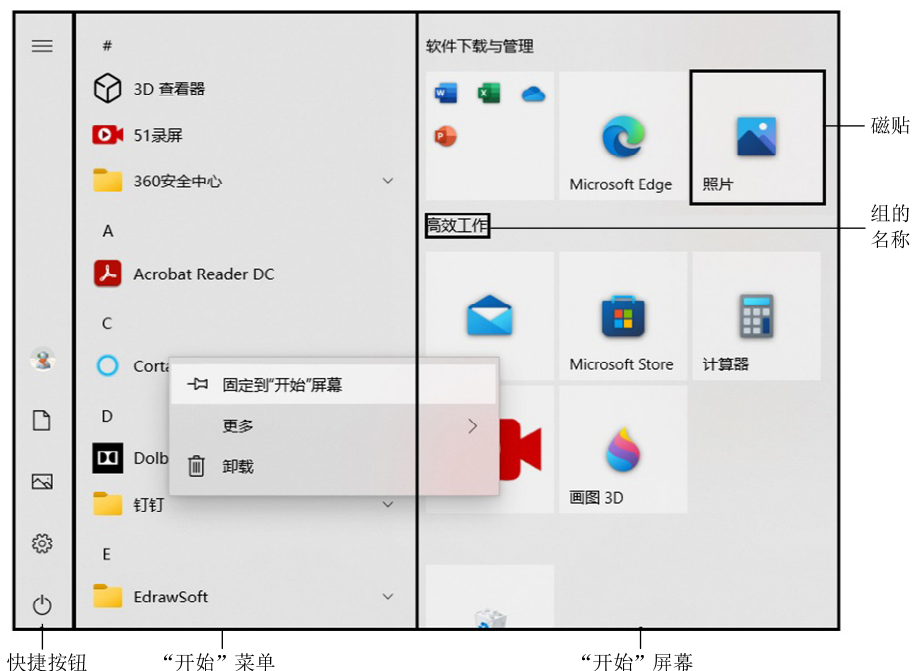 #
3D 查看器
51录屏
360安全中心
A
Acrobat Reader DC
C
Corta
D
Dolb
钉钉
E
EdrawSoft
固定到"开始"屏幕
更多
卸载
软件下载与管理
Microsoft Edge
照片
高效工作
Microsoft Store
计算器
画图 3D
磁贴
组的
名称
快捷按钮
“开始”菜单
“开始”屏幕